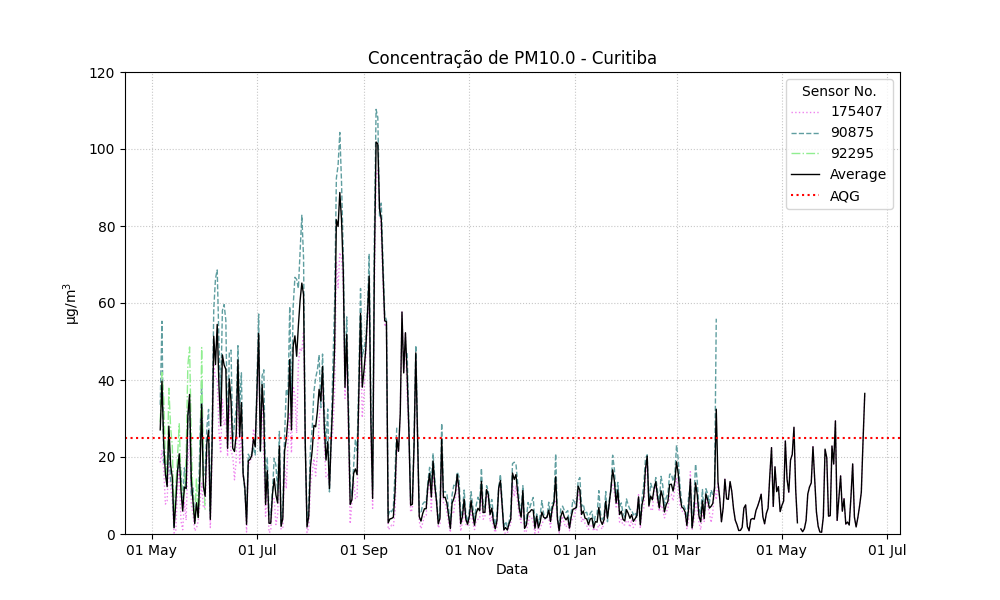 Concentração de PM10.0 - Curitiba
120
100
80
60
40
20
0
µg/m³
Sensor No.
175407
90875
92295
Average
AQG
01 May 01 Jul 01 Sep 01 Nov 01 Jan 01 Mar 01 May 01 Jul
Data